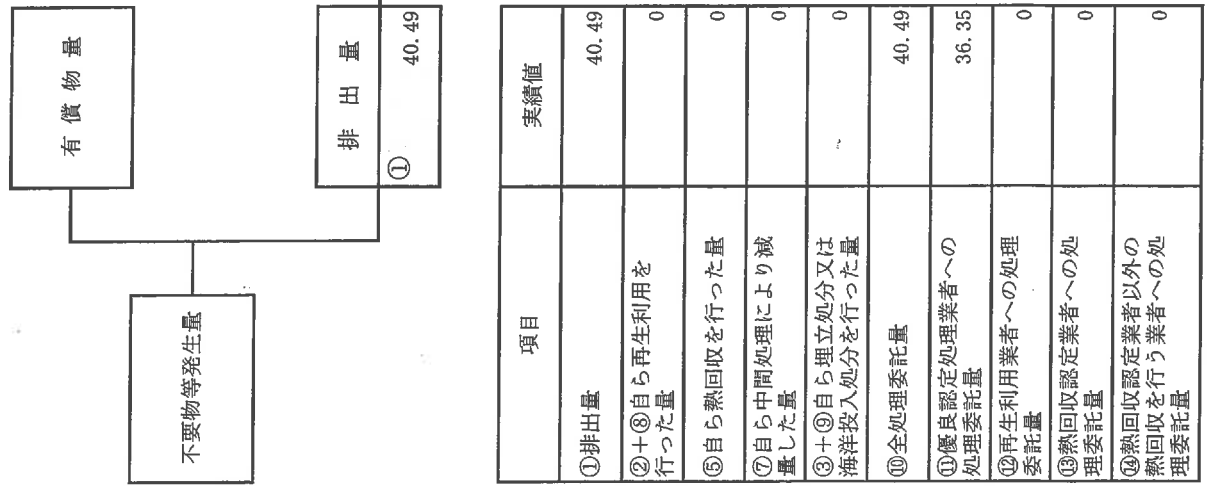 不要物等発生量
有償物量
排出量
① 40.49
項目 実績値
①排出量 40.49
②+⑧自ら再生利用を
行った量 0
⑤自ら熱回収を行った量 0
⑦自ら中間処理により減
量した量 0
③+⑨自ら埋立処分又は
海洋投入処分を行った量 0
⑩全処理委託量 40.49
⑪優良認定処理業者への
処理委託量 36.35
⑫再生利用業者への処理
委託量 0
⑬熱回収認定業者への処
理委託量 0
⑭熱回収認定業者以外の
熱回収を行う業者への処
理委託量 0